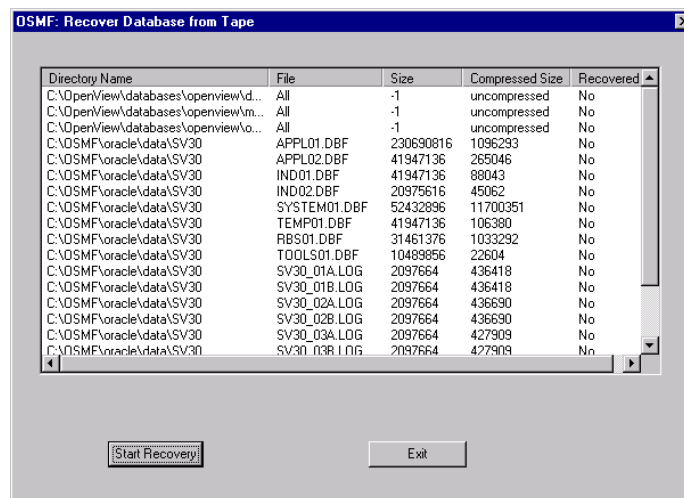 OSMF: Recover Database from Tape
Directory Name File Size Compressed Size Recovered
C:\OpenView\databases\openview\d... All -1 uncompressed No
C:\OpenView\databases\openview\m... All -1 uncompressed No
C:\OpenView\databases\openview\o... All -1 uncompressed No
C:\OSMF\oracle\data\SV30 APPL01.DBF 230690816 1096293 No
C:\OSMF\oracle\data\SV30 APPL02.DBF 41947136 265046 No
C:\OSMF\oracle\data\SV30 IND01.DBF 41947136 88043 No
C:\OSMF\oracle\data\SV30 IND02.DBF 20975616 45062 No
C:\OSMF\oracle\data\SV30 SYSTEM01.DBF 52432896 11700351 No
C:\OSMF\oracle\data\SV30 TEMP01.DBF 41947136 106380 No
C:\OSMF\oracle\data\SV30 RBS01.DBF 31461376 1033292 No
C:\OSMF\oracle\data\SV30 TOOLS01.DBF 10489856 22604 No
C:\OSMF\oracle\data\SV30 SV30_01A.LOG 2097664 436418 No
C:\OSMF\oracle\data\SV30 SV30_01B.LOG 2097664 436418 No
C:\OSMF\oracle\data\SV30 SV30_02A.LOG 2097664 436690 No
C:\OSMF\oracle\data\SV30 SV30_02B.LOG 2097664 436690 No
C:\OSMF\oracle\data\SV30 SV30_03A.LOG 2097664 427909 No
C:\OSMF\oracle\data\SV30 SV30_03B.LOG 2097664 427909 No
Start Recovery Exit